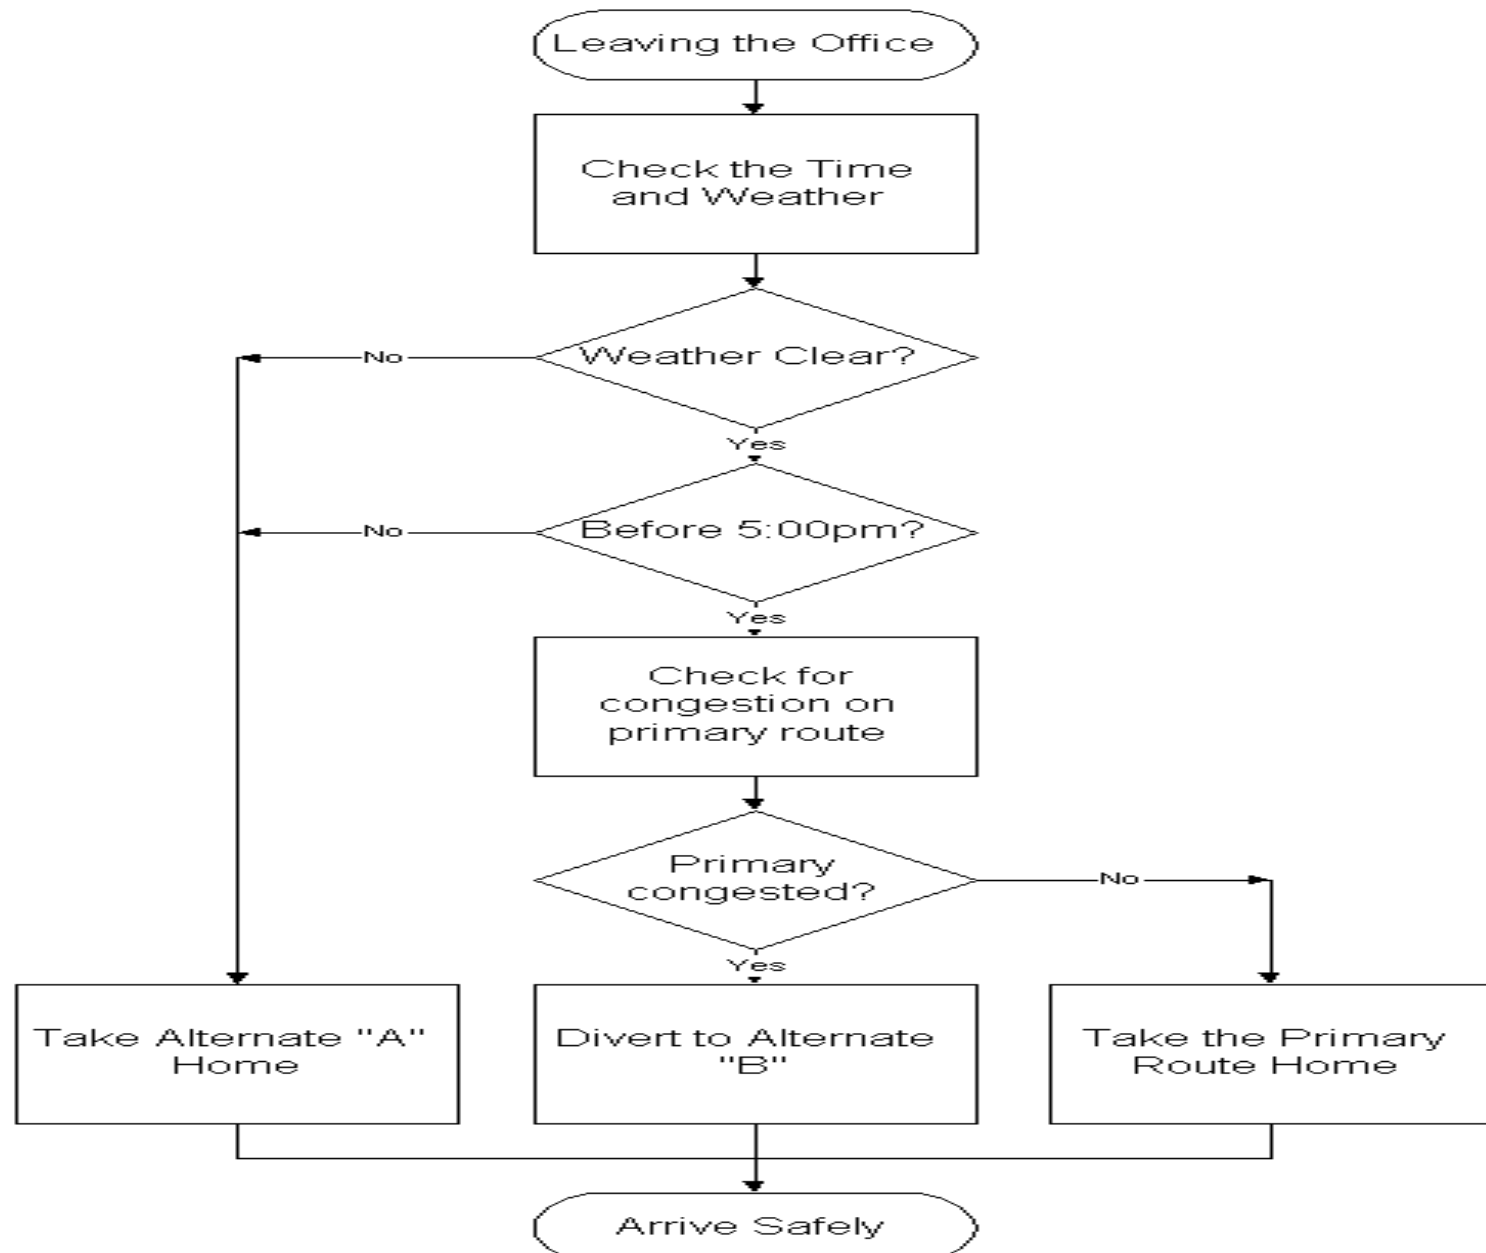 Leaving the Office
Check the Time
and Weather
Weather Clear?
No
Yes
Before 5:00pm?
No
Yes
Check for
congestion on
primary route
Primary
congested?
No
Yes
Take Alternate "A"
Home
Divert to Alternate
"B"
Take the Primary
Route Home
Arrive Safely